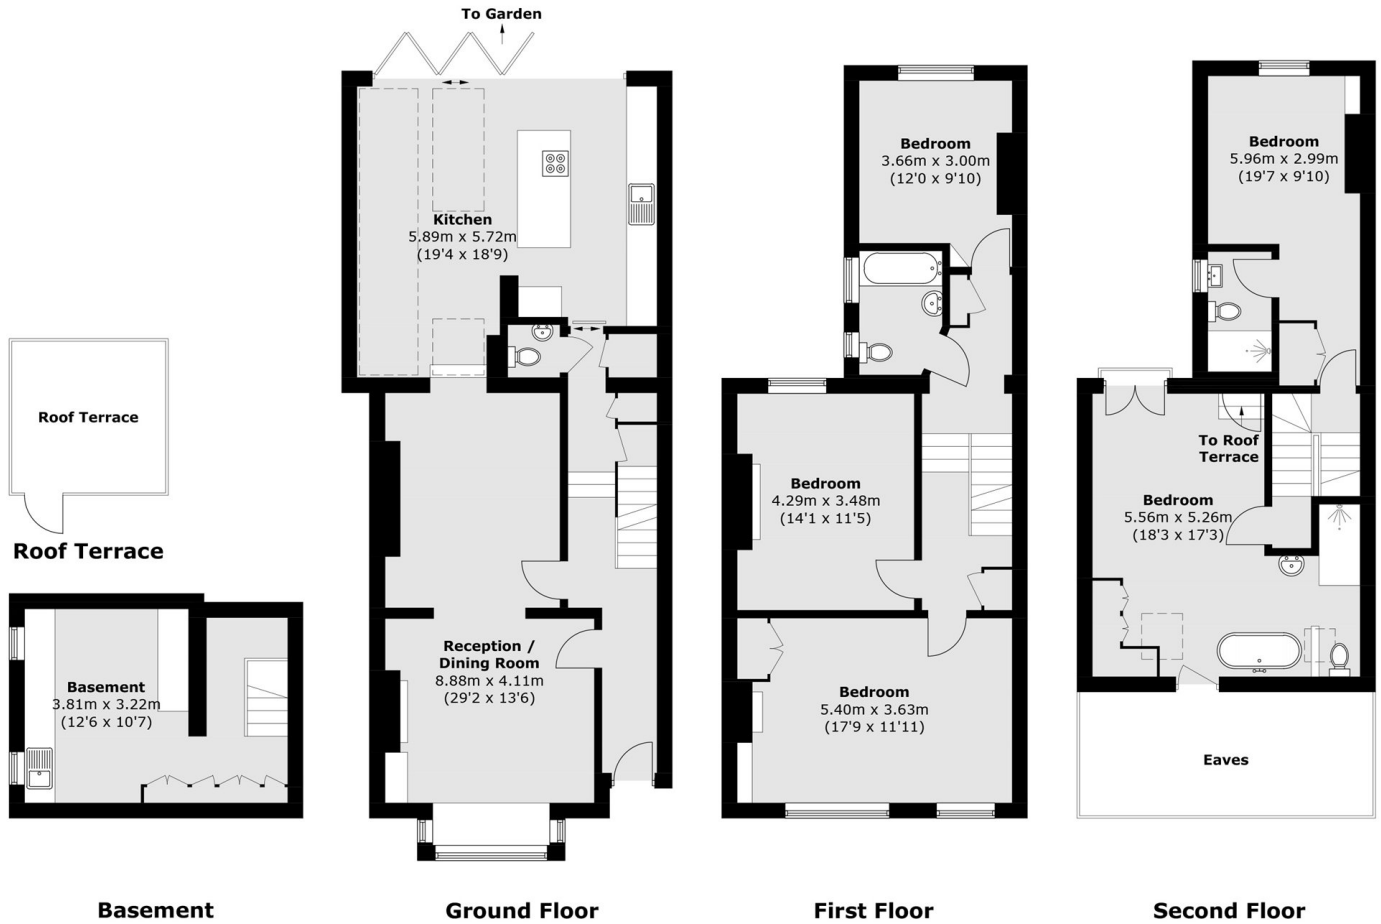 To Garden
Kitchen
5.89m x 5.72m
(19'4 x 18'9)
Reception /
Dining Room
8.88m x 4.11m
(29'2 x 13'6)
Ground Floor
Roof Terrace
Roof Terrace
Basement
3.81m x 3.22m
(12'6 x 10'7)
Basement
Bedroom
3.66m x 3.00m
(12'0 x 9'10)
Bedroom
4.29m x 3.48m
(14'1 x 11'5)
Bedroom
5.40m x 3.63m
(17'9 x 11'11)
First Floor
Bedroom
5.96m x 2.99m
(19'7 x 9'10)
To Roof
Terrace
Bedroom
5.56m x 5.26m
(18'3 x 17'3)
Eaves
Second Floor